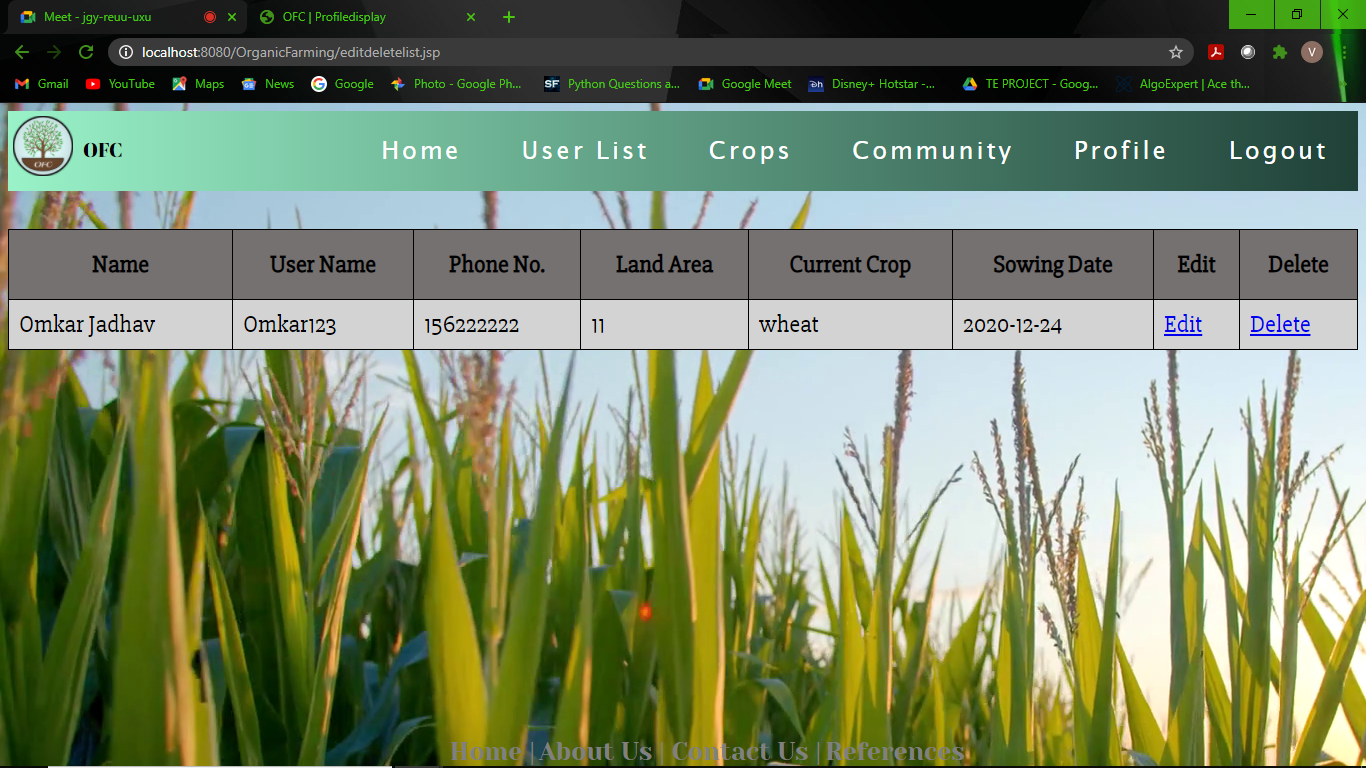 Meet - jgy-reuu-uxu
OFC | Profiledisplay
localhost:8080/OrganicFarming/editdeletelist.jsp
V
Gmail YouTube Maps News Google Photo - Google Ph... SF Python Questions a... Google Meet Disney+ Hotstar -... TE PROJECT - Goog... AlgoExpert | Ace th...
OFC OFC Home User List Crops Community Profile Logout
Name User Name Phone No. Land Area Current Crop Sowing Date Edit Delete
Omkar Jadhav Omkar123 156222222 11 wheat 2020-12-24 Edit Delete
Home | About Us | Contact Us | References